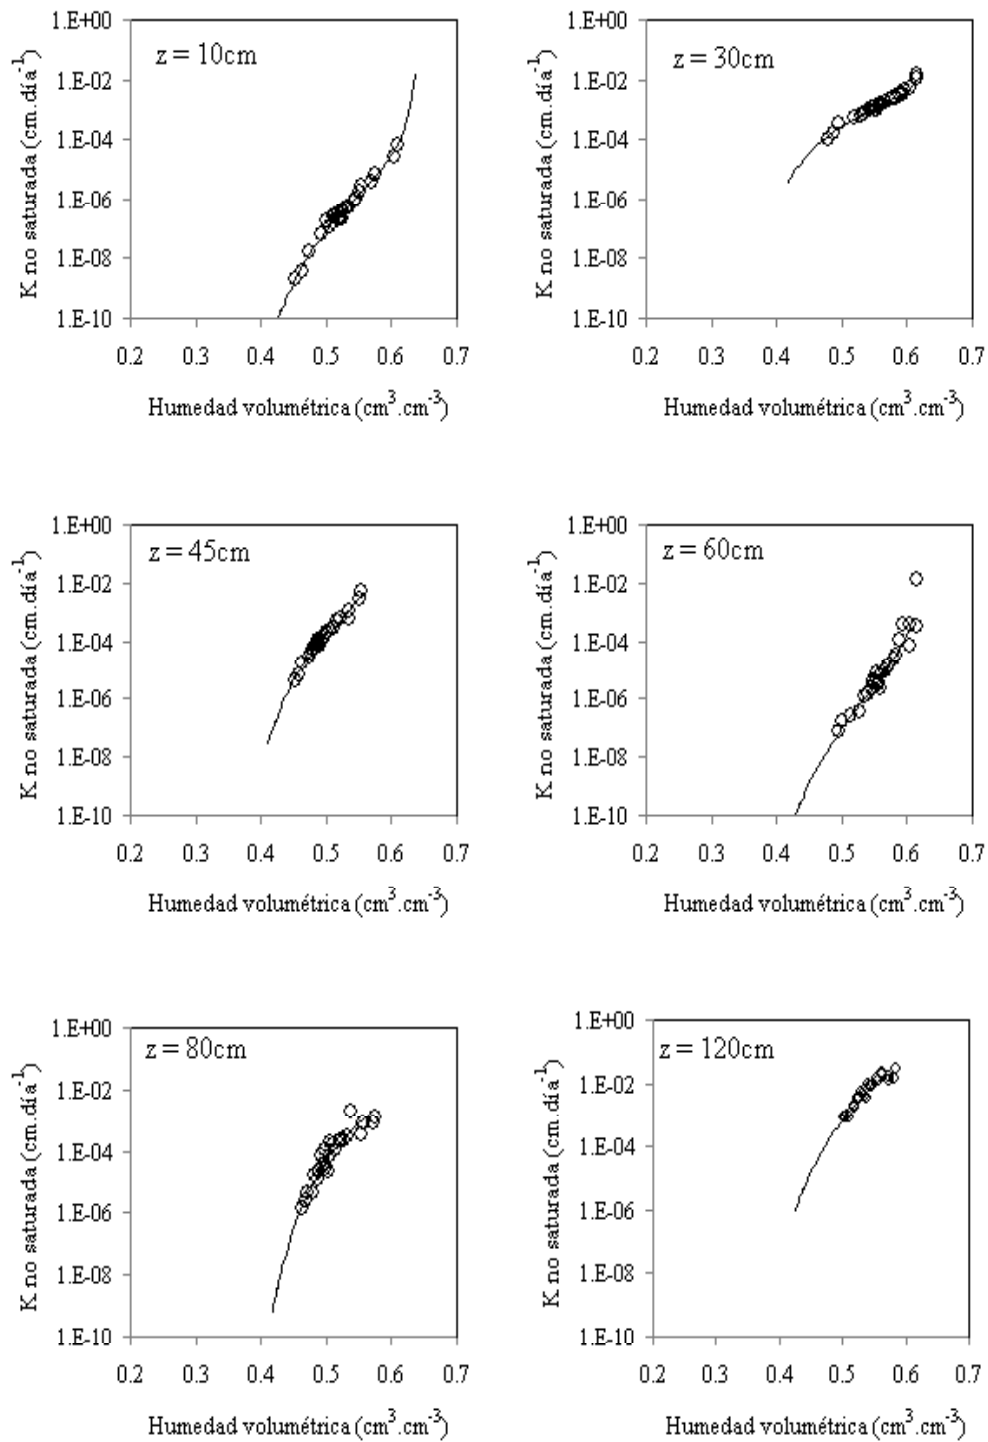 z = 10cm
K no saturada (cm.día⁻¹)
1.E+00
1.E-02
1.E-04
1.E-06
1.E-08
1.E-10
0.2 0.3 0.4 0.5 0.6 0.7
Humedad volumétrica (cm³.cm⁻³)
z = 30cm
K no saturada (cm.día⁻¹)
1.E+00
1.E-02
1.E-04
1.E-06
1.E-08
1.E-10
0.2 0.3 0.4 0.5 0.6 0.7
Humedad volumétrica (cm³.cm⁻³)
z = 45cm
K no saturada (cm.día⁻¹)
1.E+00
1.E-02
1.E-04
1.E-06
1.E-08
1.E-10
0.2 0.3 0.4 0.5 0.6 0.7
Humedad volumétrica (cm³.cm⁻³)
z = 60cm
K no saturada (cm.día⁻¹)
1.E+00
1.E-02
1.E-04
1.E-06
1.E-08
1.E-10
0.2 0.3 0.4 0.5 0.6 0.7
Humedad volumétrica (cm³.cm⁻³)
z = 80cm
K no saturada (cm.día⁻¹)
1.E+00
1.E-02
1.E-04
1.E-06
1.E-08
1.E-10
0.2 0.3 0.4 0.5 0.6 0.7
Humedad volumétrica (cm³.cm⁻³)
z = 120cm
K no saturada (cm.día⁻¹)
1.E+00
1.E-02
1.E-04
1.E-06
1.E-08
1.E-10
0.2 0.3 0.4 0.5 0.6 0.7
Humedad volumétrica (cm³.cm⁻³)